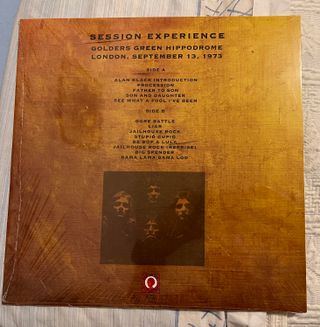 SESSION EXPERIENCE
GOLDERS GREEN HIPPODROME
LONDON, SEPTEMBER 13, 1973
SIDE A
ALAN BLACK INTRODUCTION
PROCESSION
FATHER TO SON
SON AND DAUGHTER
SEE WHAT A FOOL I'VE BEEN
SIDE B
OGRE BATTLE
LIAR
JAILHOUSE ROCK
STUPID CUPID
BE BOP A LULA
JAILHOUSE ROCK (REPRISE)
BIG SPENDER
BAMA LAMA BAMA LOO